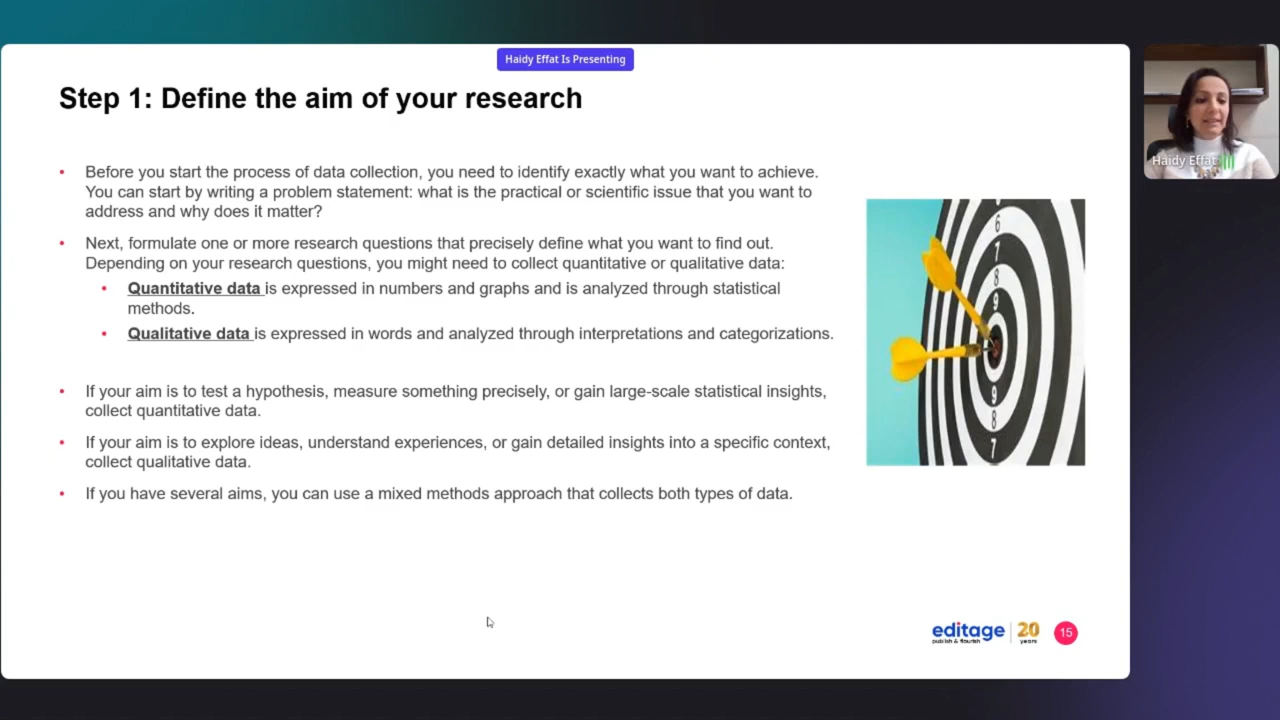 Haidy Effat Is Presenting
Step 1: Define the aim of your research
• Before you start the process of data collection, you need to identify exactly what you want to achieve.
You can start by writing a problem statement: what is the practical or scientific issue that you want to
address and why does it matter?
• Next, formulate one or more research questions that precisely define what you want to find out.
Depending on your research questions, you might need to collect quantitative or qualitative data:
• Quantitative data is expressed in numbers and graphs and is analyzed through statistical
methods.
• Qualitative data is expressed in words and analyzed through interpretations and categorizations.
• If your aim is to test a hypothesis, measure something precisely, or gain large-scale statistical insights,
collect quantitative data.
• If your aim is to explore ideas, understand experiences, or gain detailed insights into a specific context,
collect qualitative data.
• If you have several aims, you can use a mixed methods approach that collects both types of data.
6
7
8
9
9
8
7
Haidy Effat
editage
publish & flourish
20
years
15